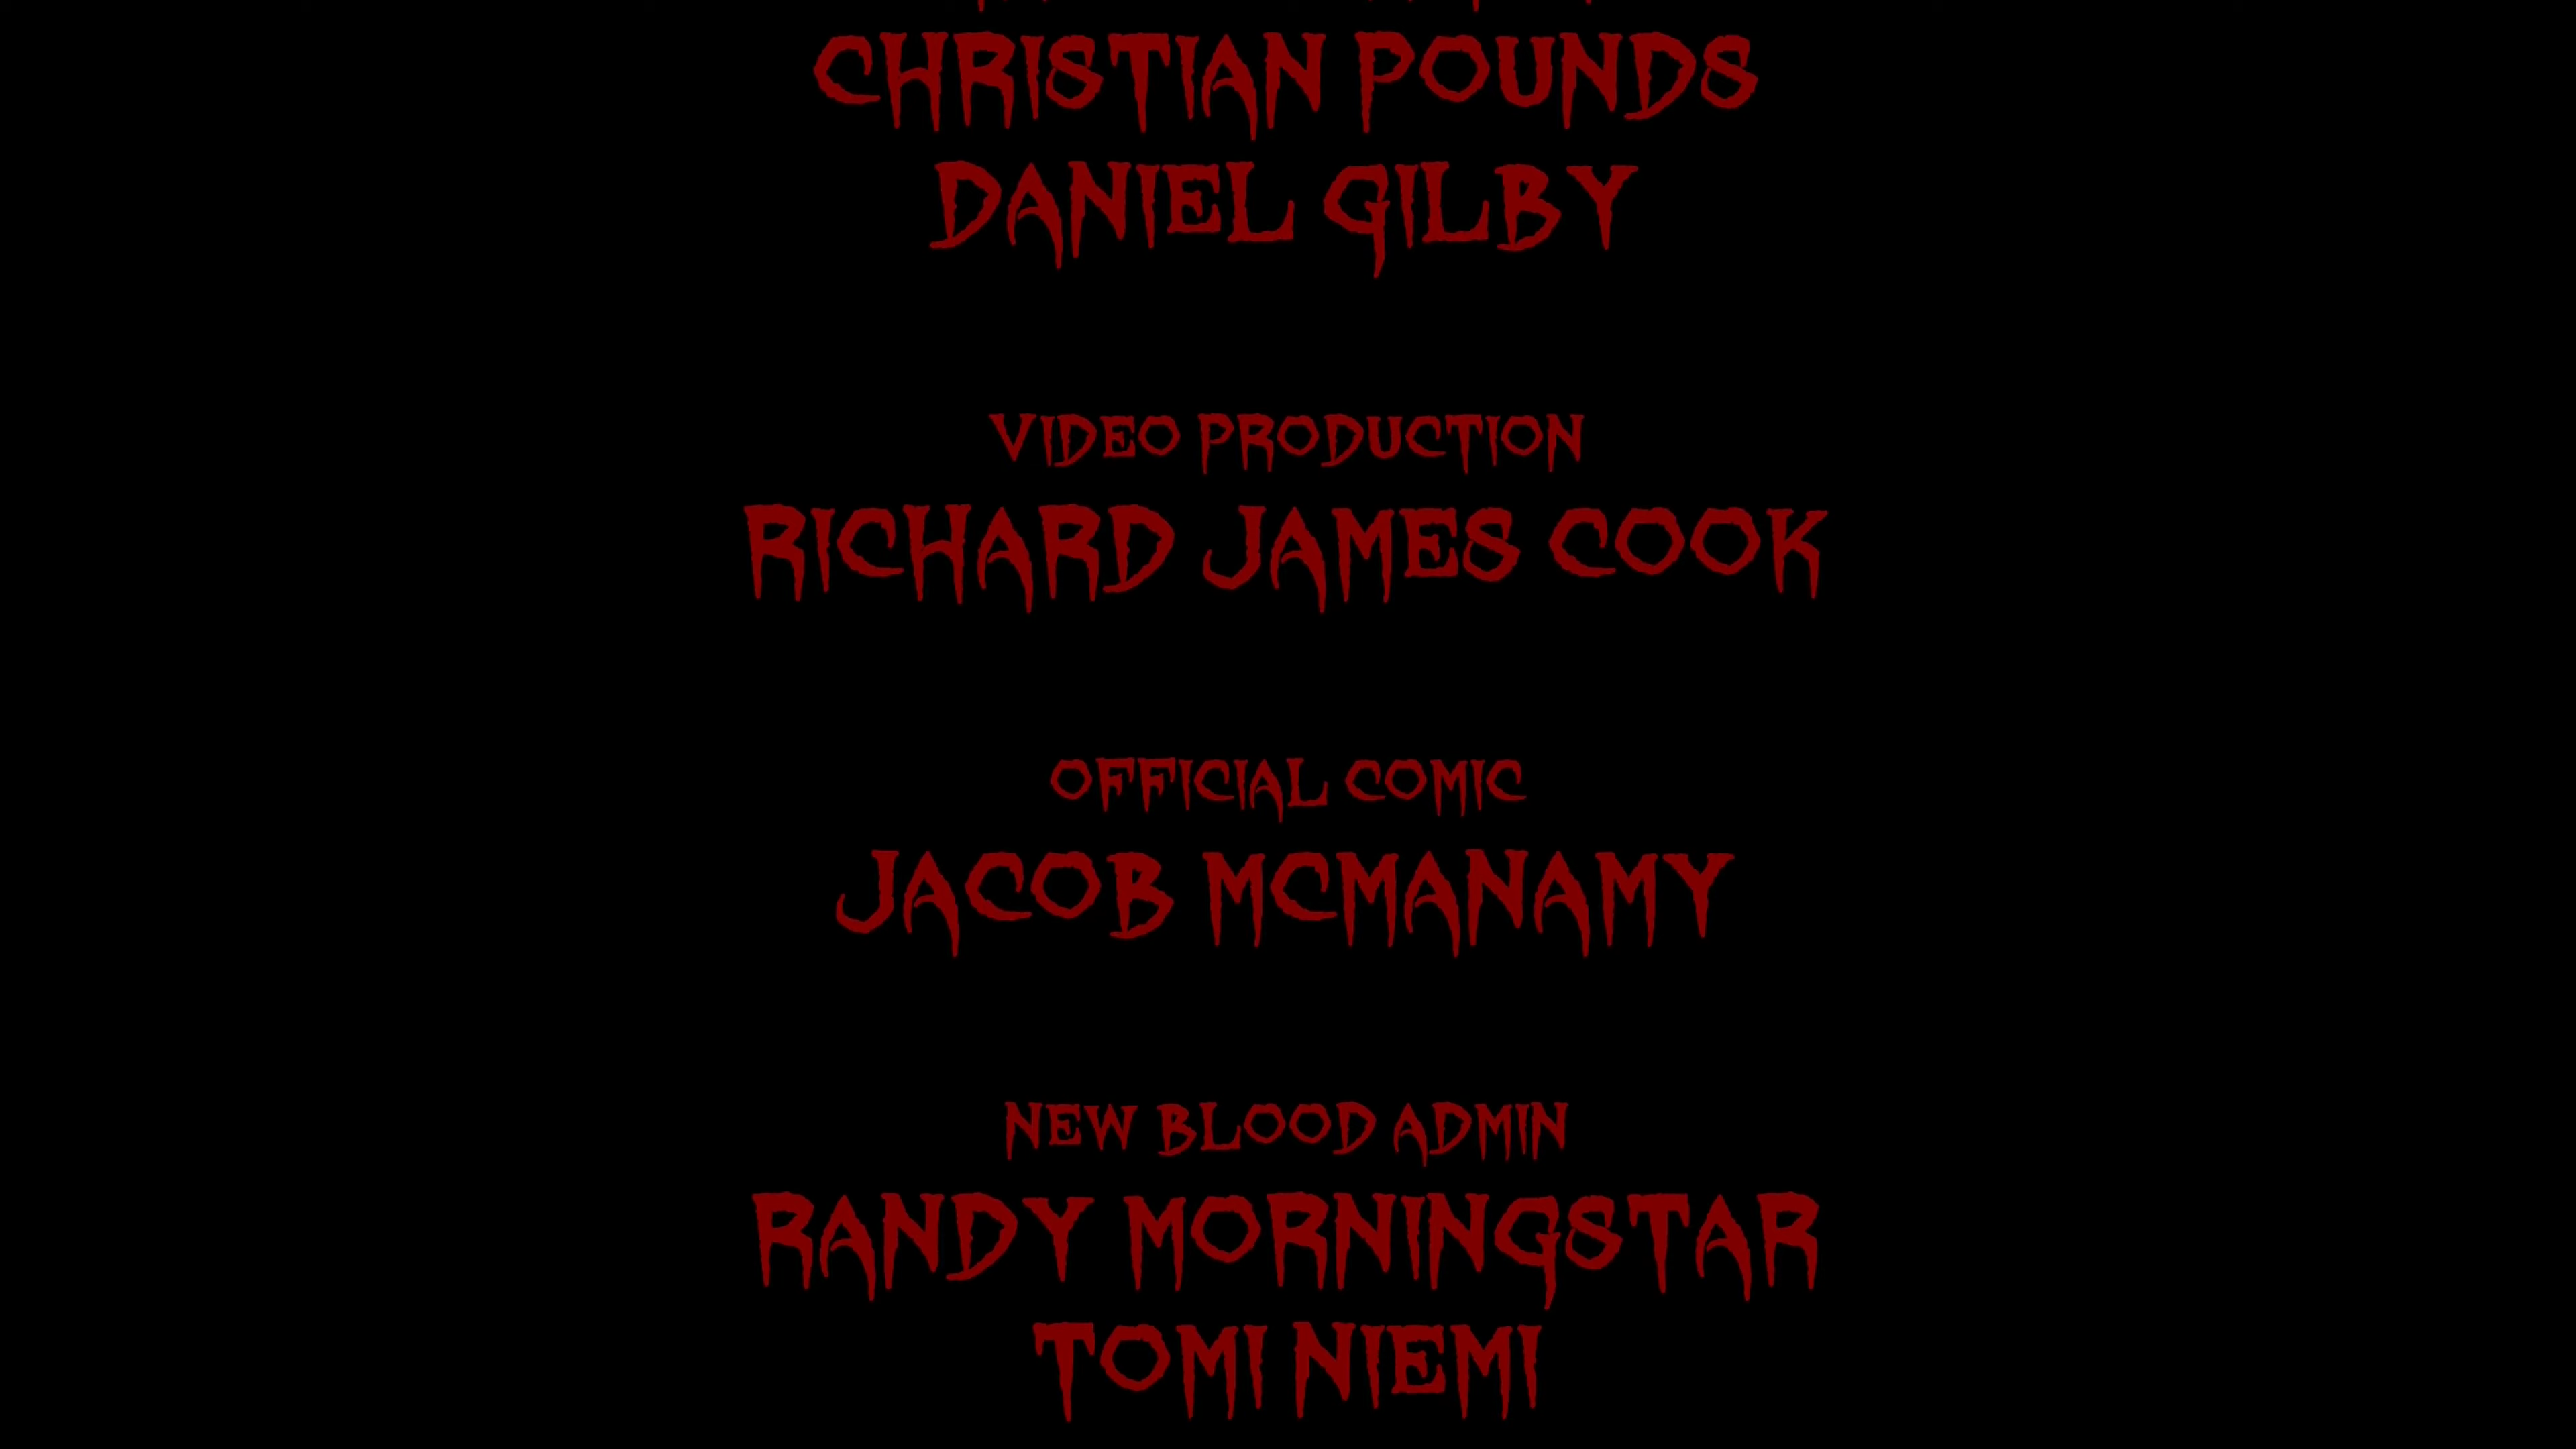 CHRISTIAN POUNDS
DANIEL GILBY
VIDEO PRODUCTION
RICHARD JAMES COOK
OFFICIAL COMIC
JACOB MCMANAMY
NEW BLOOD ADMIN
RANDY MORNINGSTAR
TOMI NIEMI